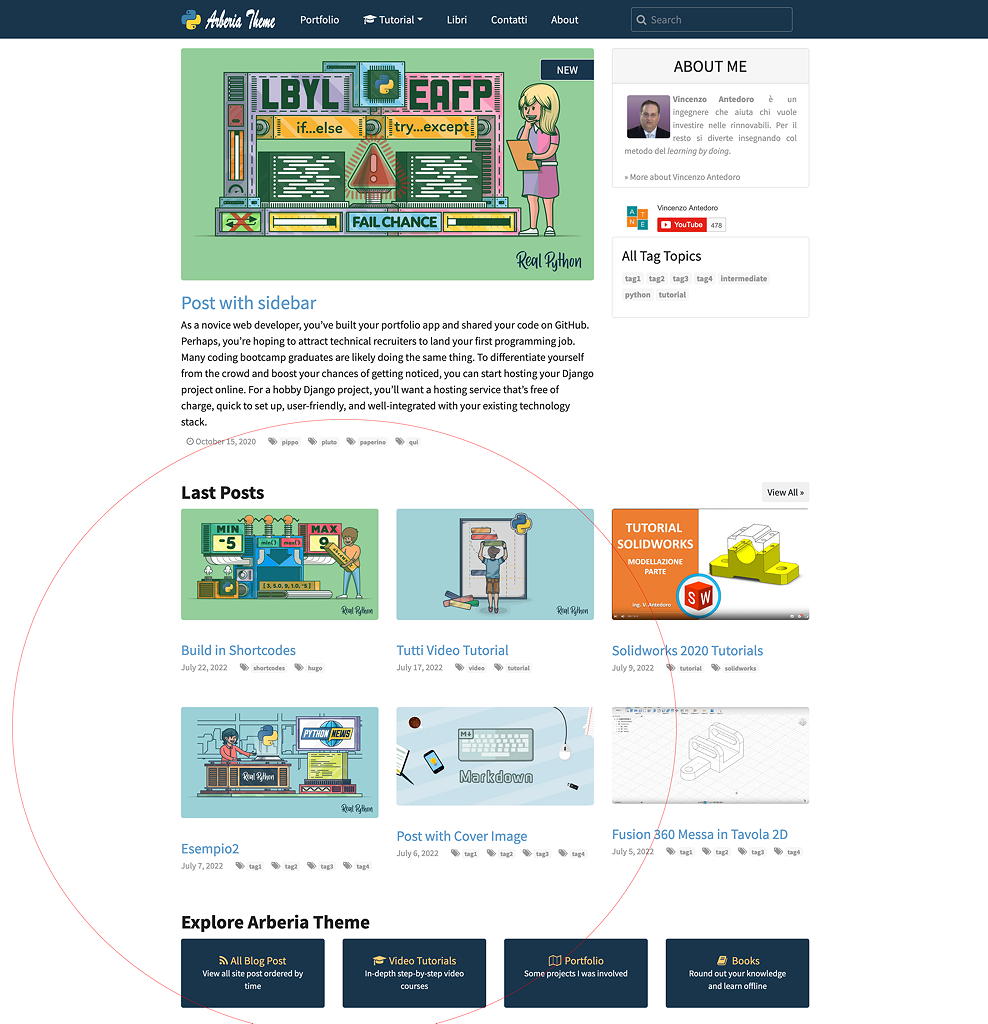 Arberia Theme
Portfolio
Tutorial
Libri
Contatti
About
Search
NEW
LBYL
EAFP
if...else
try...except
FAIL CHANCE
Real Python
Post with sidebar
As a novice web developer, you've built your portfolio app and shared your code on GitHub.
Perhaps, you're hoping to attract technical recruiters to land your first programming job.
Many coding bootcamp graduates are likely doing the same thing. To differentiate yourself
from the crowd and boost your chances of getting noticed, you can start hosting your Django
project online. For a hobby Django project, you'll want a hosting service that's free of
charge, quick to set up, user-friendly, and well-integrated with your existing technology
stack.
October 15, 2020 pippo pluto paperino qui
ABOUT ME
Vincenzo Antedoro è un
ingegnere che aiuta chi vuole
investire nelle rinnovabili. Per il
resto si diverte insegnando col
metodo del learning by doing.
» More about Vincenzo Antedoro
A T N E
Vincenzo Antedoro
YouTube 478
All Tag Topics
tag1 tag2 tag3 tag4 intermediate
python tutorial
Last Posts
View All »
MIN
-5
min()
max()
MAX
9
[ 3, 5.0, 9, 1.0, -5 ]
Real Python
Build in Shortcodes
July 22, 2022 shortcodes hugo
Real Python
Tutti Video Tutorial
July 17, 2022 video tutorial
TUTORIAL
SOLIDWORKS
MODELLAZIONE
PARTE
ing. V. Antedoro
SW
Solidworks 2020 Tutorials
July 9, 2022 tutorial solidworks
PYTHON NEWS
Real Python
Real Python
Esempio2
July 7, 2022 tag1 tag2 tag3 tag4
M
Markdown
Post with Cover Image
July 6, 2022 tag1 tag2 tag3 tag4
Fusion 360 Messa in Tavola 2D
July 5, 2022 tag1 tag2 tag3 tag4
Explore Arberia Theme
All Blog Post
View all site post ordered by
time
Video Tutorials
In-depth step-by-step video
courses
Portfolio
Some projects I was involved
Books
Round out your knowledge
and learn offline